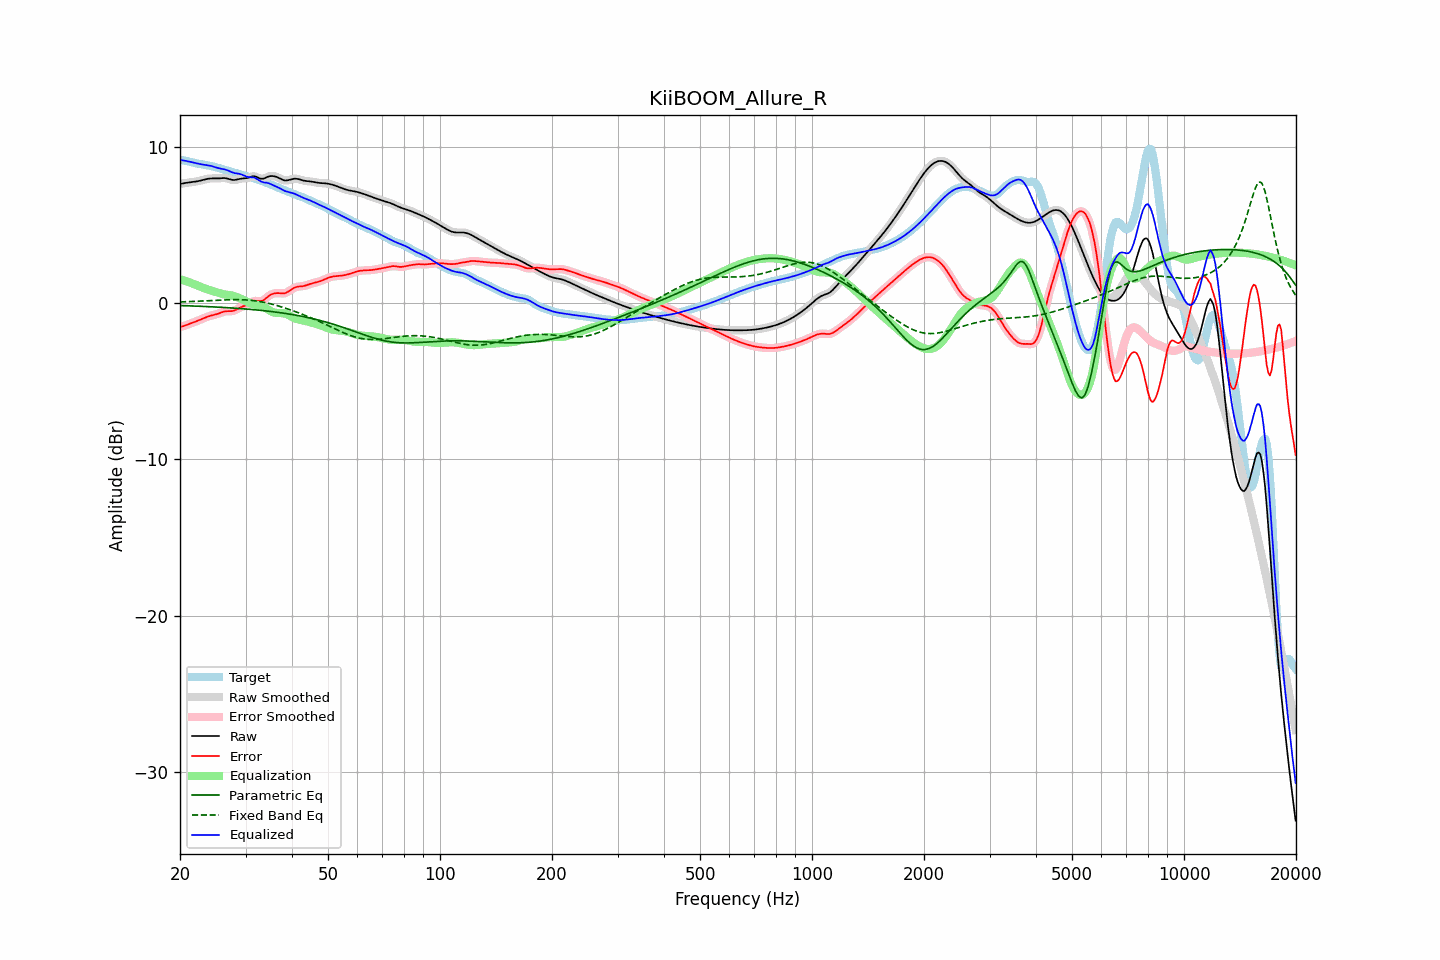 KiiBOOM_Allure_R
10
0
−10
−20
−30
Amplitude (dBr)
Target
Raw Smoothed
Error Smoothed
Raw
Error
Equalization
Parametric Eq
Fixed Band Eq
Equalized
20 50 100 200 500 1000 2000 5000 10000 20000
Frequency (Hz)